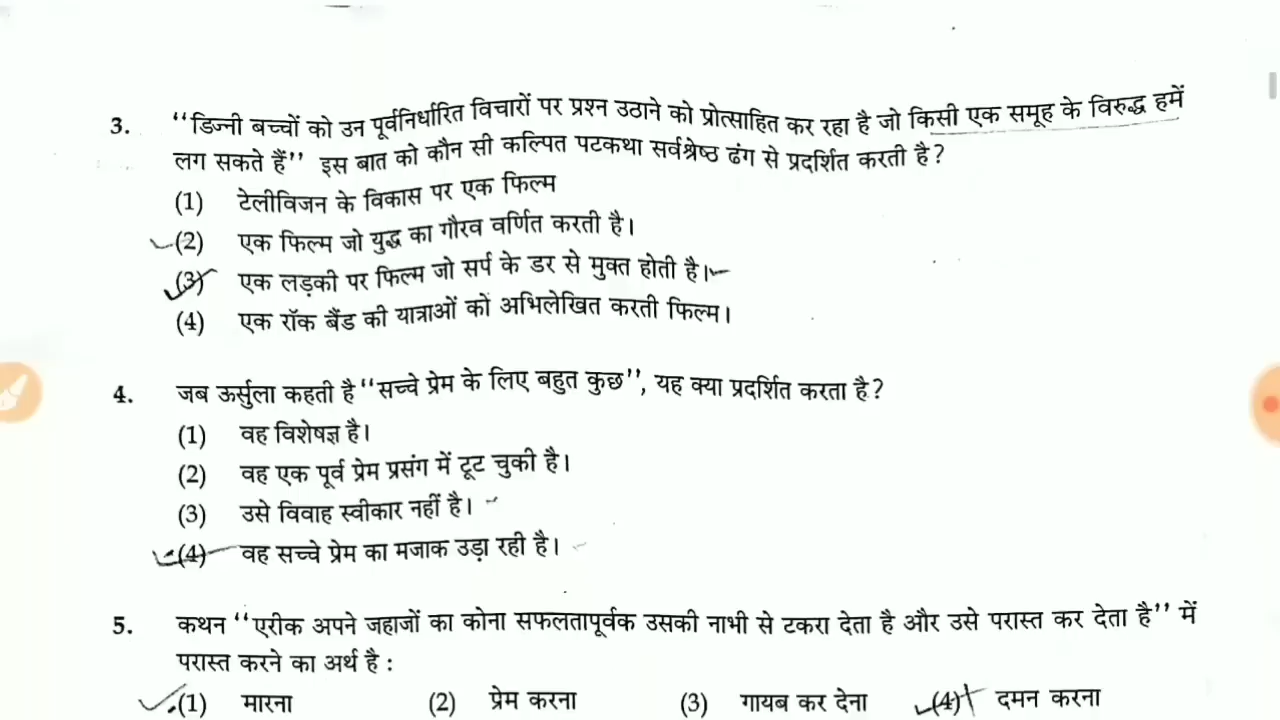 3. ‘‘डिज्नी बच्चों को उन पूर्वनिर्धारित विचारों पर प्रश्न उठाने को प्रोत्साहित कर रहा है जो किसी एक समूह के विरुद्ध हमें
लग सकते हैं’’ इस बात को कौन सी कल्पित पटकथा सर्वश्रेष्ठ ढंग से प्रदर्शित करती है?
(1) टेलीविजन के विकास पर एक फिल्म
(2) एक फिल्म जो युद्ध का गौरव वर्णित करती है।
(3) एक लड़की पर फिल्म जो सर्प के डर से मुक्त होती है।
(4) एक रॉक बैंड की यात्राओं को अभिलेखित करती फिल्म।
4. जब ऊर्सुला कहती है ‘‘सच्चे प्रेम के लिए बहुत कुछ’’, यह क्या प्रदर्शित करता है?
(1) वह विशेषज्ञ है।
(2) वह एक पूर्व प्रेम प्रसंग में टूट चुकी है।
(3) उसे विवाह स्वीकार नहीं है।
(4) वह सच्चे प्रेम का मजाक उड़ा रही है।
5. कथन ‘‘एरीक अपने जहाजों का कोना सफलतापूर्वक उसकी नाभी से टकरा देता है और उसे परास्त कर देता है’’ में
परास्त करने का अर्थ है :
(1) मारना (2) प्रेम करना (3) गायब कर देना (4) दमन करना